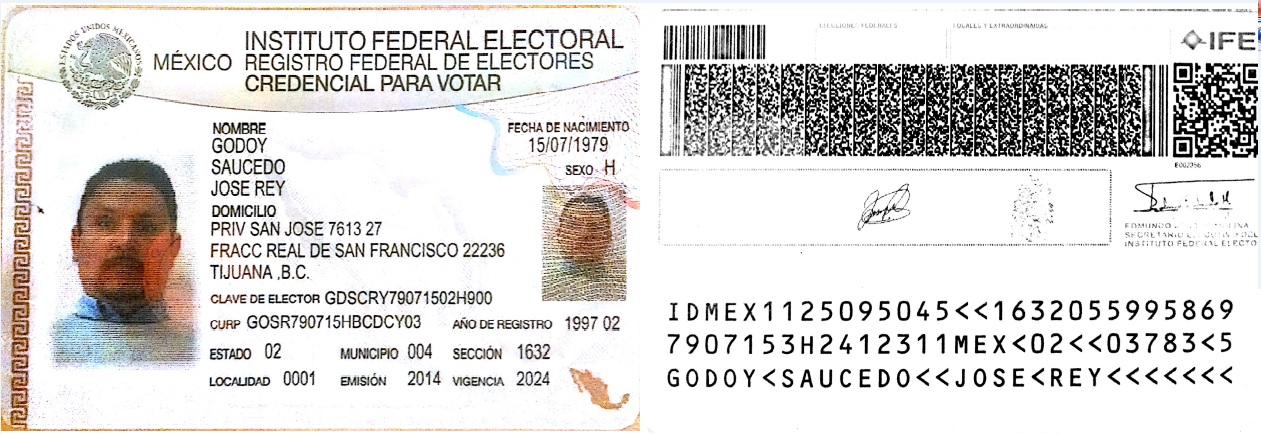 ESTADOS UNIDOS MEXICANOS
MÉXICO
INSTITUTO FEDERAL ELECTORAL
REGISTRO FEDERAL DE ELECTORES
CREDENCIAL PARA VOTAR
NOMBRE
GODOY
SAUCEDO
JOSE REY
FECHA DE NACIMIENTO
15/07/1979
SEXO H
DOMICILIO
PRIV SAN JOSE 7613 27
FRACC REAL DE SAN FRANCISCO 22236
TIJUANA ,B.C.
CLAVE DE ELECTOR GDSCRY79071502H900
CURP GOSR790715HBCDCY03 AÑO DE REGISTRO 1997 02
ESTADO 02 MUNICIPIO 004 SECCIÓN 1632
LOCALIDAD 0001 EMISIÓN 2014 VIGENCIA 2024
ELECCIONES FEDERALES LOCALES Y EXTRAORDINARIAS
IFE
EDMUNDO
SECRETARIO
INSTITUTO FEDERAL ELECTO
IDMEX1125095045<<1632055995869
7907153H2412311MEX<02<<03783<5
GODOY<SAUCEDO<<JOSE<REY<<<<<<<